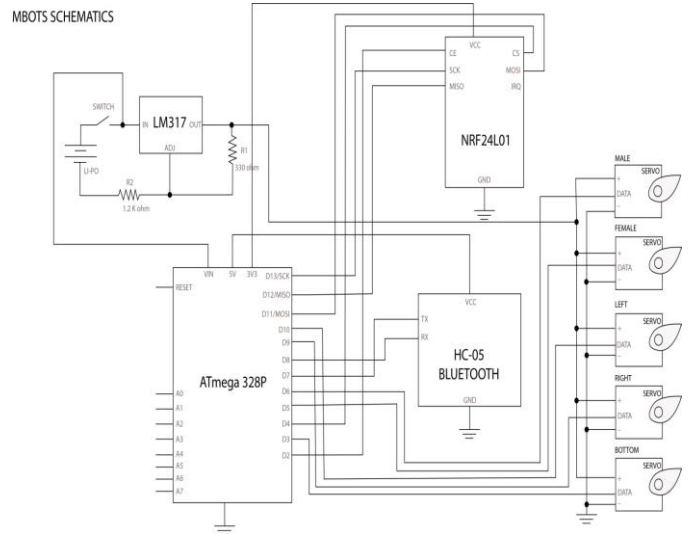 MBOTS SCHEMATICS
SWITCH
LI-PO
IN
LM317
OUT
ADJ
R1
330 ohm
R2
1.2 K ohm
VCC
CE
CS
SCK
MOSI
MISO
IRQ
NRF24L01
GND
VIN
5V
3V3
RESET
D13/SCK
D12/MISO
D11/MOSI
D10
D9
D8
D7
D6
D5
D4
D3
D2
ATmega 328P
A0
A1
A2
A3
A4
A5
A6
A7
VCC
TX
RX
HC-05
BLUETOOTH
GND
MALE
SERVO
+
DATA
-
FEMALE
SERVO
+
DATA
-
LEFT
SERVO
+
DATA
-
RIGHT
SERVO
+
DATA
-
BOTTOM
SERVO
+
DATA
-